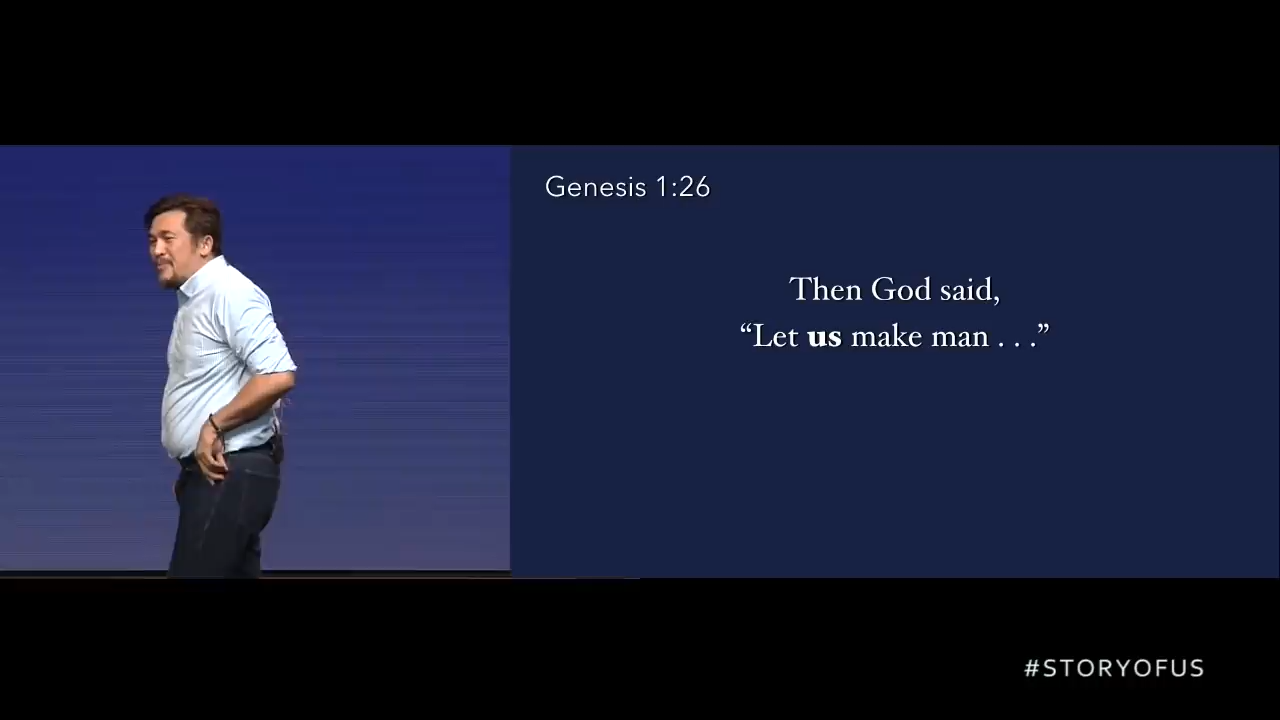 Genesis 1:26
Then God said,
“Let us make man . . .”
#STORYOFUS